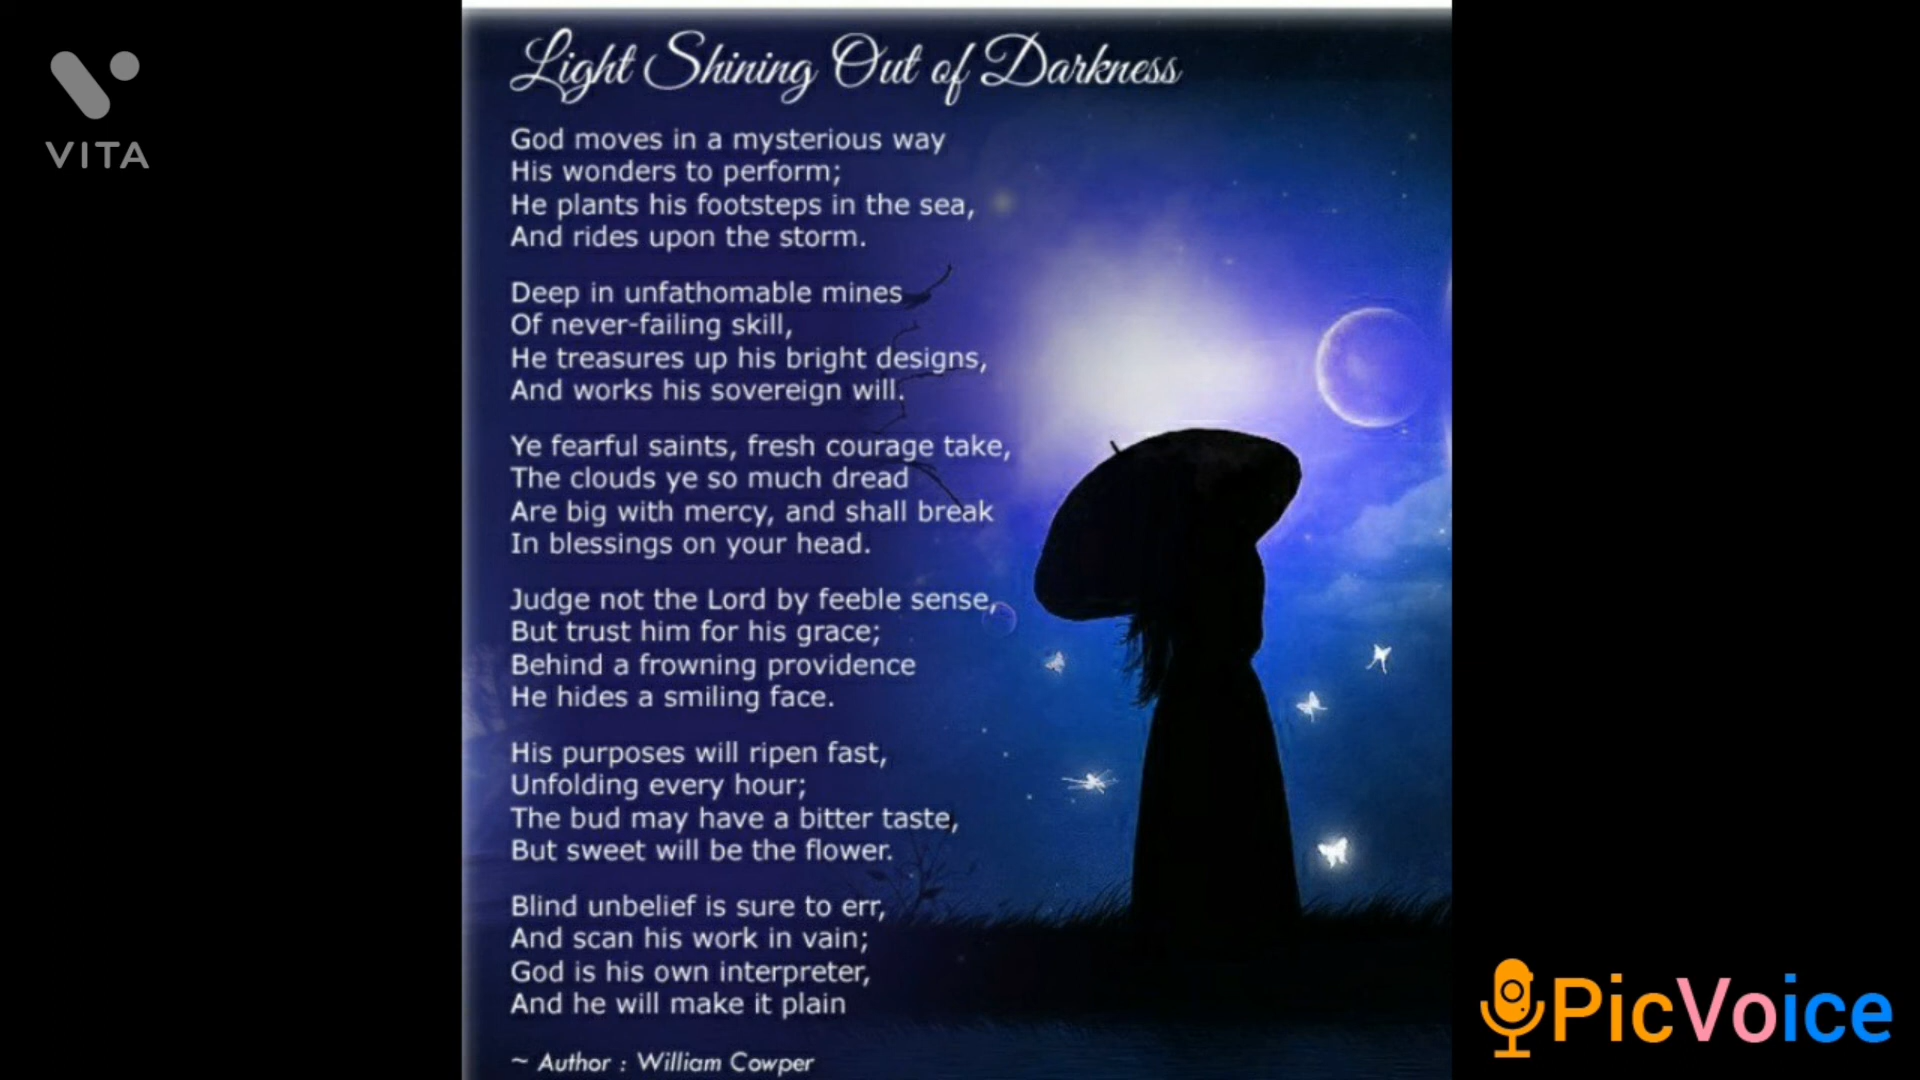 VITA
Light Shining Out of Darkness
God moves in a mysterious way
His wonders to perform;
He plants his footsteps in the sea,
And rides upon the storm.
Deep in unfathomable mines
Of never-failing skill,
He treasures up his bright designs,
And works his sovereign will.
Ye fearful saints, fresh courage take,
The clouds ye so much dread
Are big with mercy, and shall break
In blessings on your head.
Judge not the Lord by feeble sense,
But trust him for his grace;
Behind a frowning providence
He hides a smiling face.
His purposes will ripen fast,
Unfolding every hour;
The bud may have a bitter taste,
But sweet will be the flower.
Blind unbelief is sure to err,
And scan his work in vain;
God is his own interpreter,
And he will make it plain
~ Author : William Cowper
PicVoice